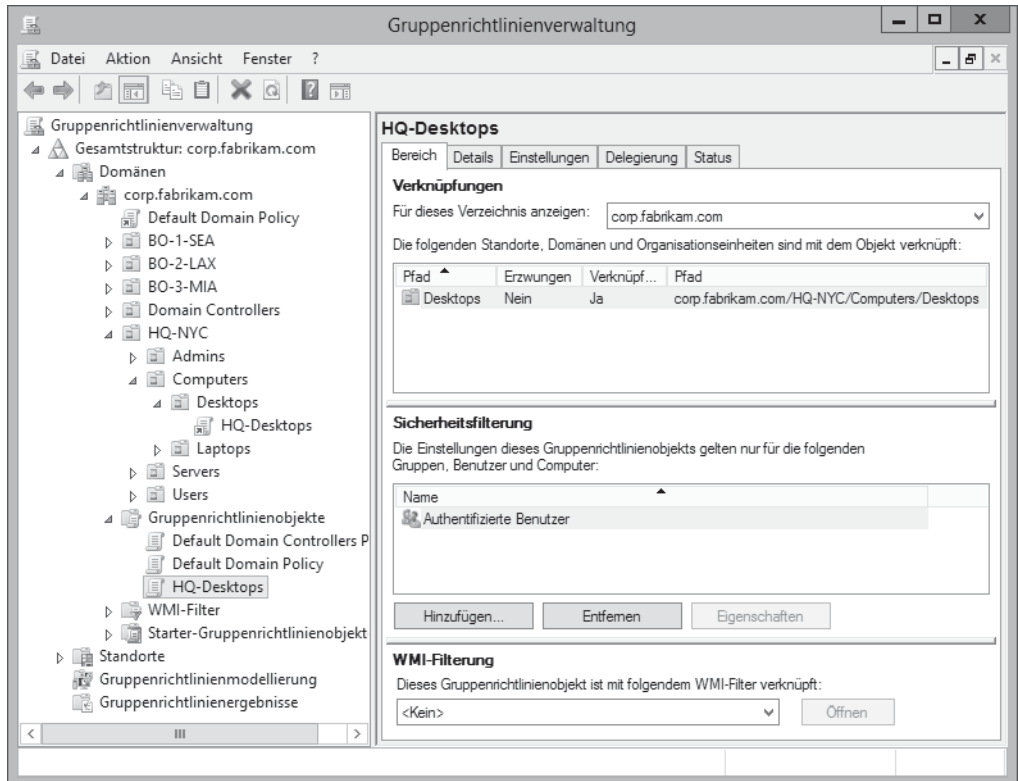 Gruppenrichtlinienverwaltung
Datei Aktion Ansicht Fenster ?
Gruppenrichtlinienverwaltung
Gesamtstruktur: corp.fabrikam.com
Domänen
corp.fabrikam.com
Default Domain Policy
BO-1-SEA
BO-2-LAX
BO-3-MIA
Domain Controllers
HQ-NYC
Admins
Computers
Desktops
HQ-Desktops
Laptops
Servers
Users
Gruppenrichtlinienobjekte
Default Domain Controllers P
Default Domain Policy
HQ-Desktops
WMI-Filter
Starter-Gruppenrichtlinienobjekt
Standorte
Gruppenrichtlinienmodellierung
Gruppenrichtlinienergebnisse
HQ-Desktops
Bereich Details Einstellungen Delegierung Status
Verknüpfungen
Für dieses Verzeichnis anzeigen: corp.fabrikam.com
Die folgenden Standorte, Domänen und Organisationseinheiten sind mit dem Objekt verknüpft:
Pfad Erzwungen Verknüpf... Pfad
Desktops Nein Ja corp.fabrikam.com/HQ-NYC/Computers/Desktops
Sicherheitsfilterung
Die Einstellungen dieses Gruppenrichtlinienobjekts gelten nur für die folgenden
Gruppen, Benutzer und Computer:
Name
Authentifizierte Benutzer
Hinzufügen... Entfernen Eigenschaften
WMI-Filterung
Dieses Gruppenrichtlinienobjekt ist mit folgendem WMI-Filter verknüpft:
<Kein> Öffnen